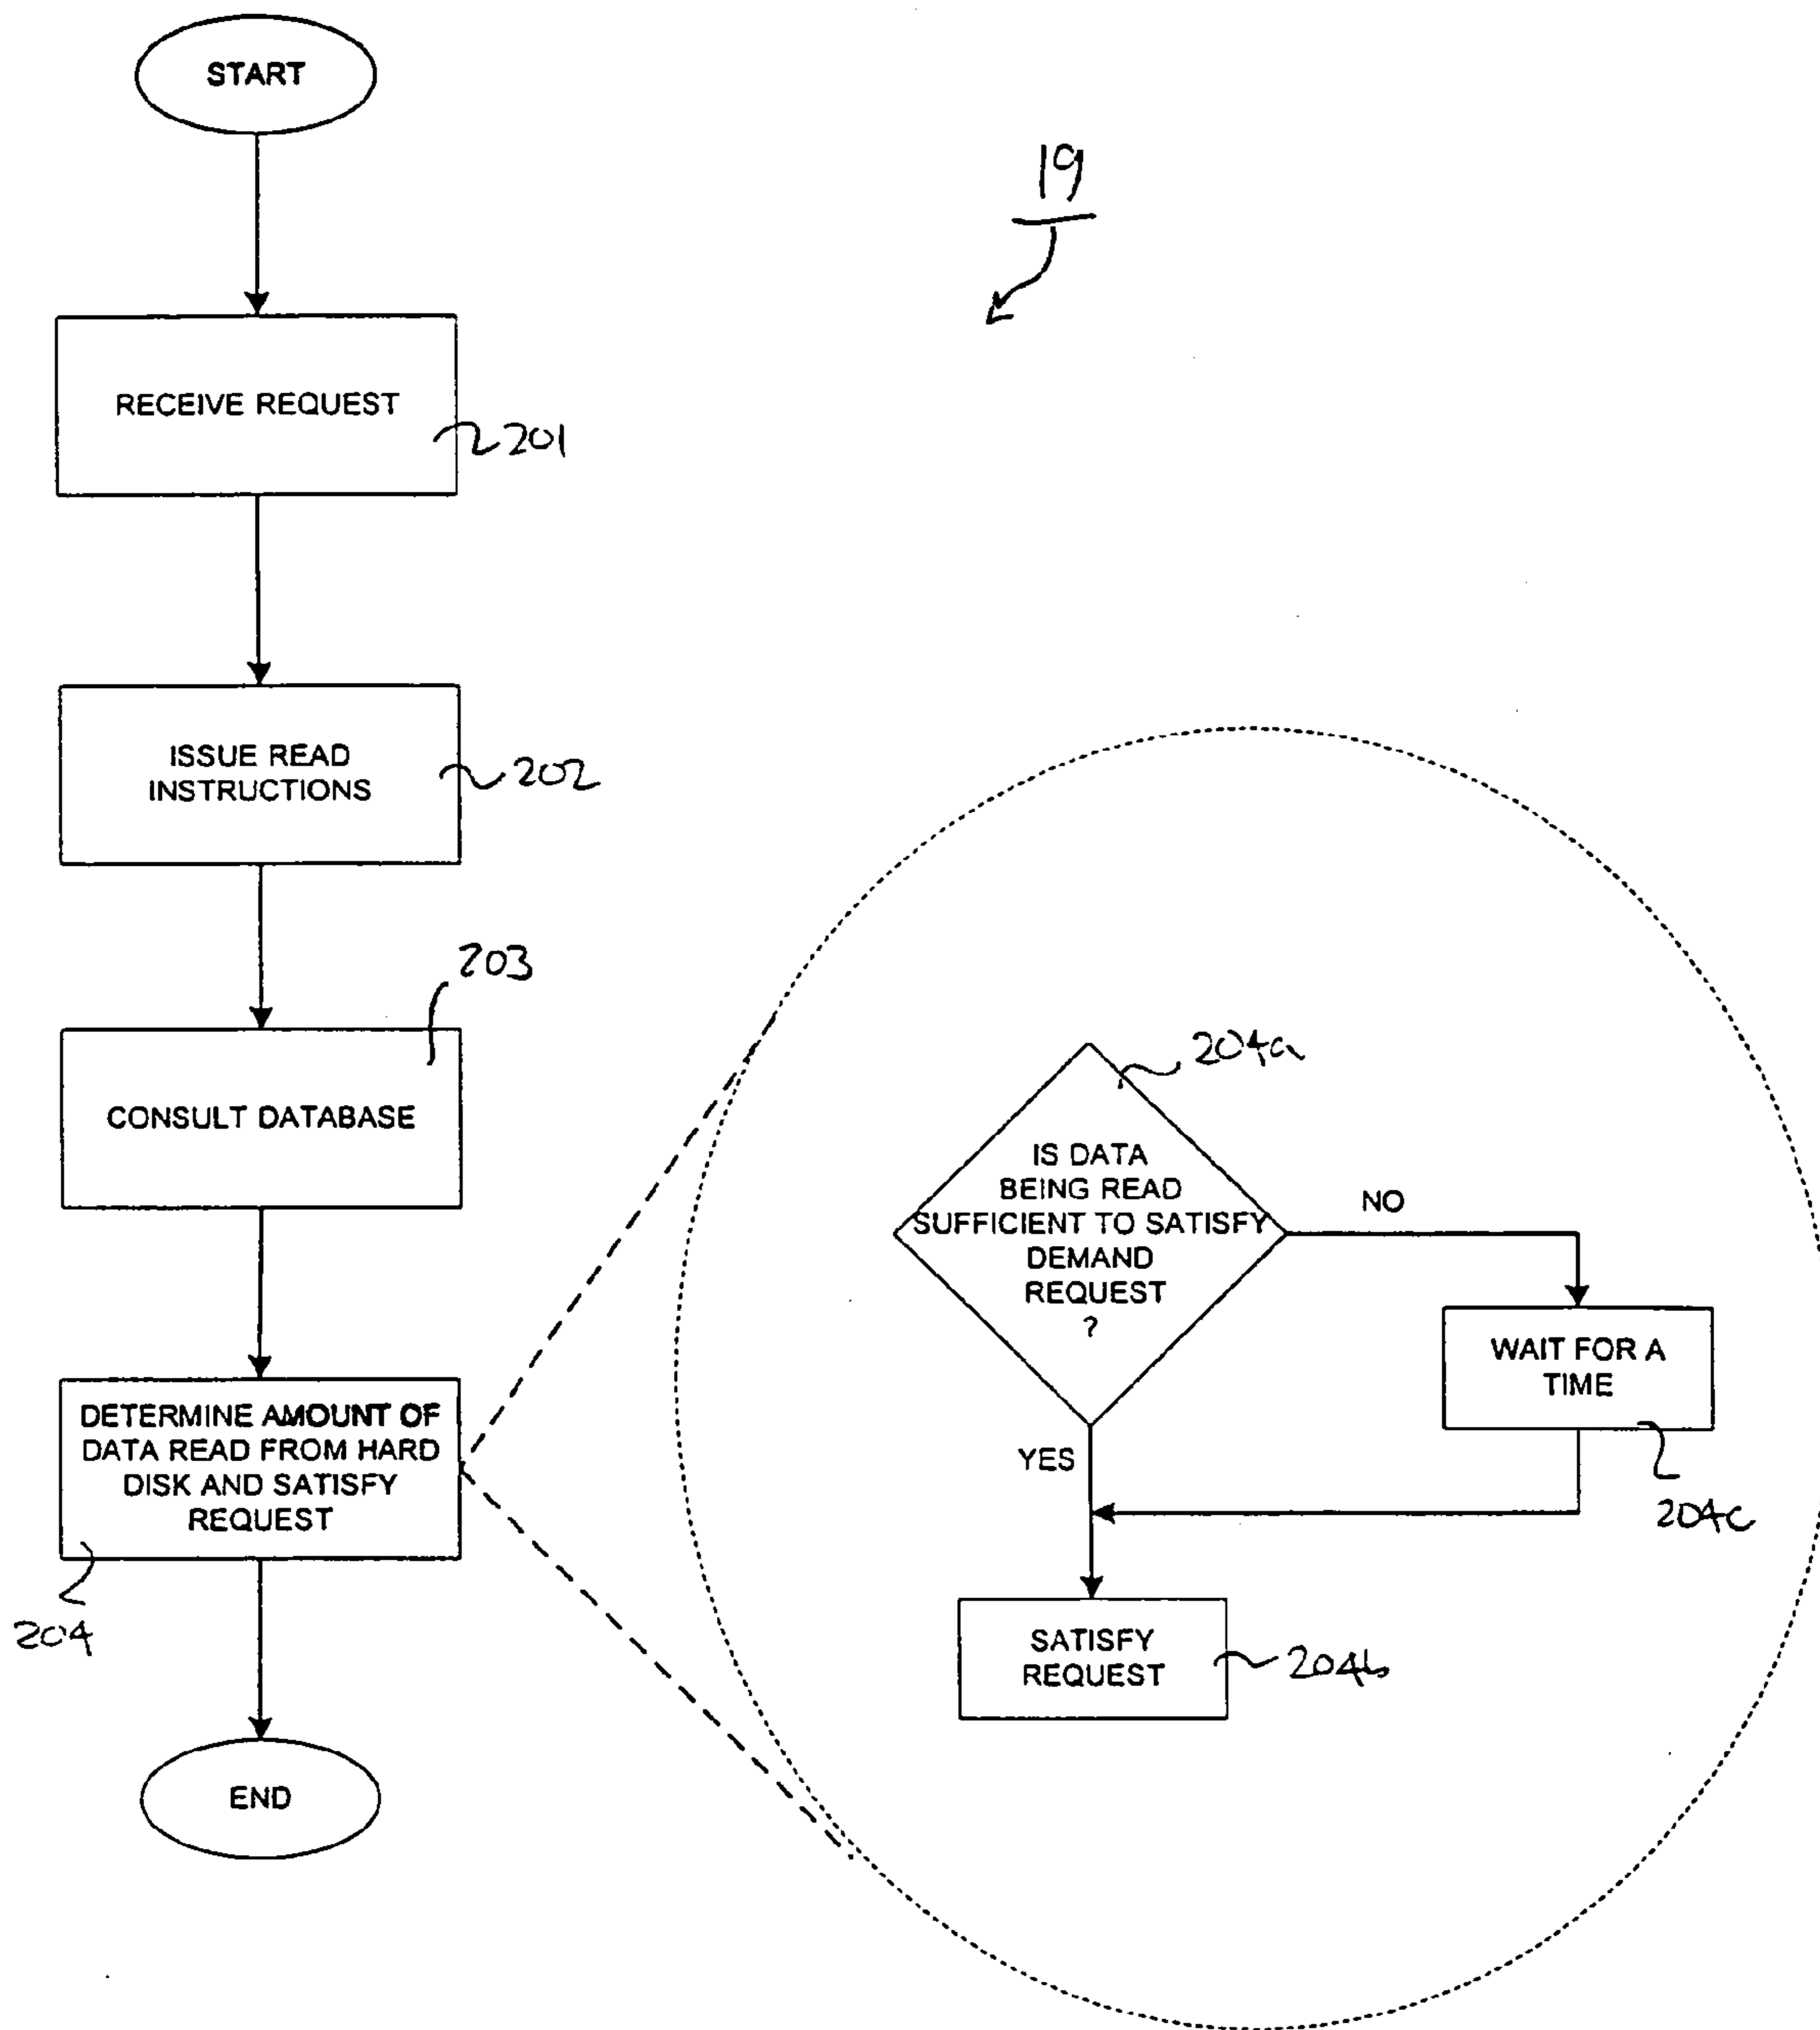 START
19
RECEIVE REQUEST
201
ISSUE READ
INSTRUCTIONS
202
203
CONSULT DATABASE
DETERMINE AMOUNT OF
DATA READ FROM HARD
DISK AND SATISFY
REQUEST
204
END
204a
IS DATA
BEING READ
SUFFICIENT TO SATISFY
DEMAND
REQUEST
?
NO
WAIT FOR A
TIME
204c
YES
SATISFY
REQUEST
204b